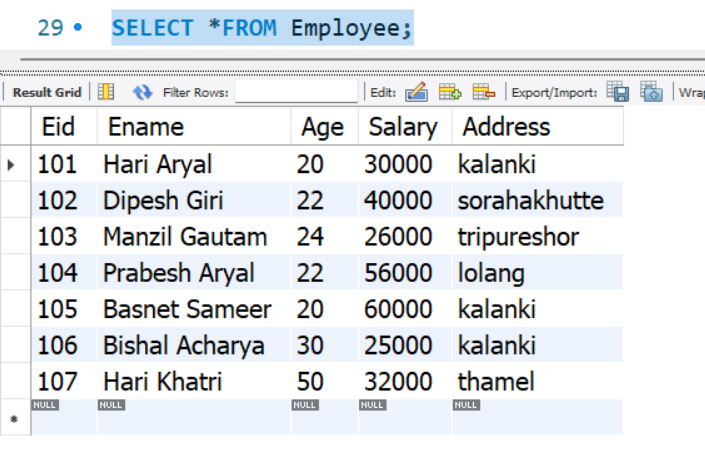 29 SELECT *FROM Employee;
Result Grid Filter Rows: Edit: Export/Import: Wrap
Eid Ename Age Salary Address
101 Hari Aryal 20 30000 kalanki
102 Dipesh Giri 22 40000 sorahakhutte
103 Manzil Gautam 24 26000 tripureshor
104 Prabesh Aryal 22 56000 lolang
105 Basnet Sameer 20 60000 kalanki
106 Bishal Acharya 30 25000 kalanki
107 Hari Khatri 50 32000 thamel
NULL NULL NULL NULL NULL